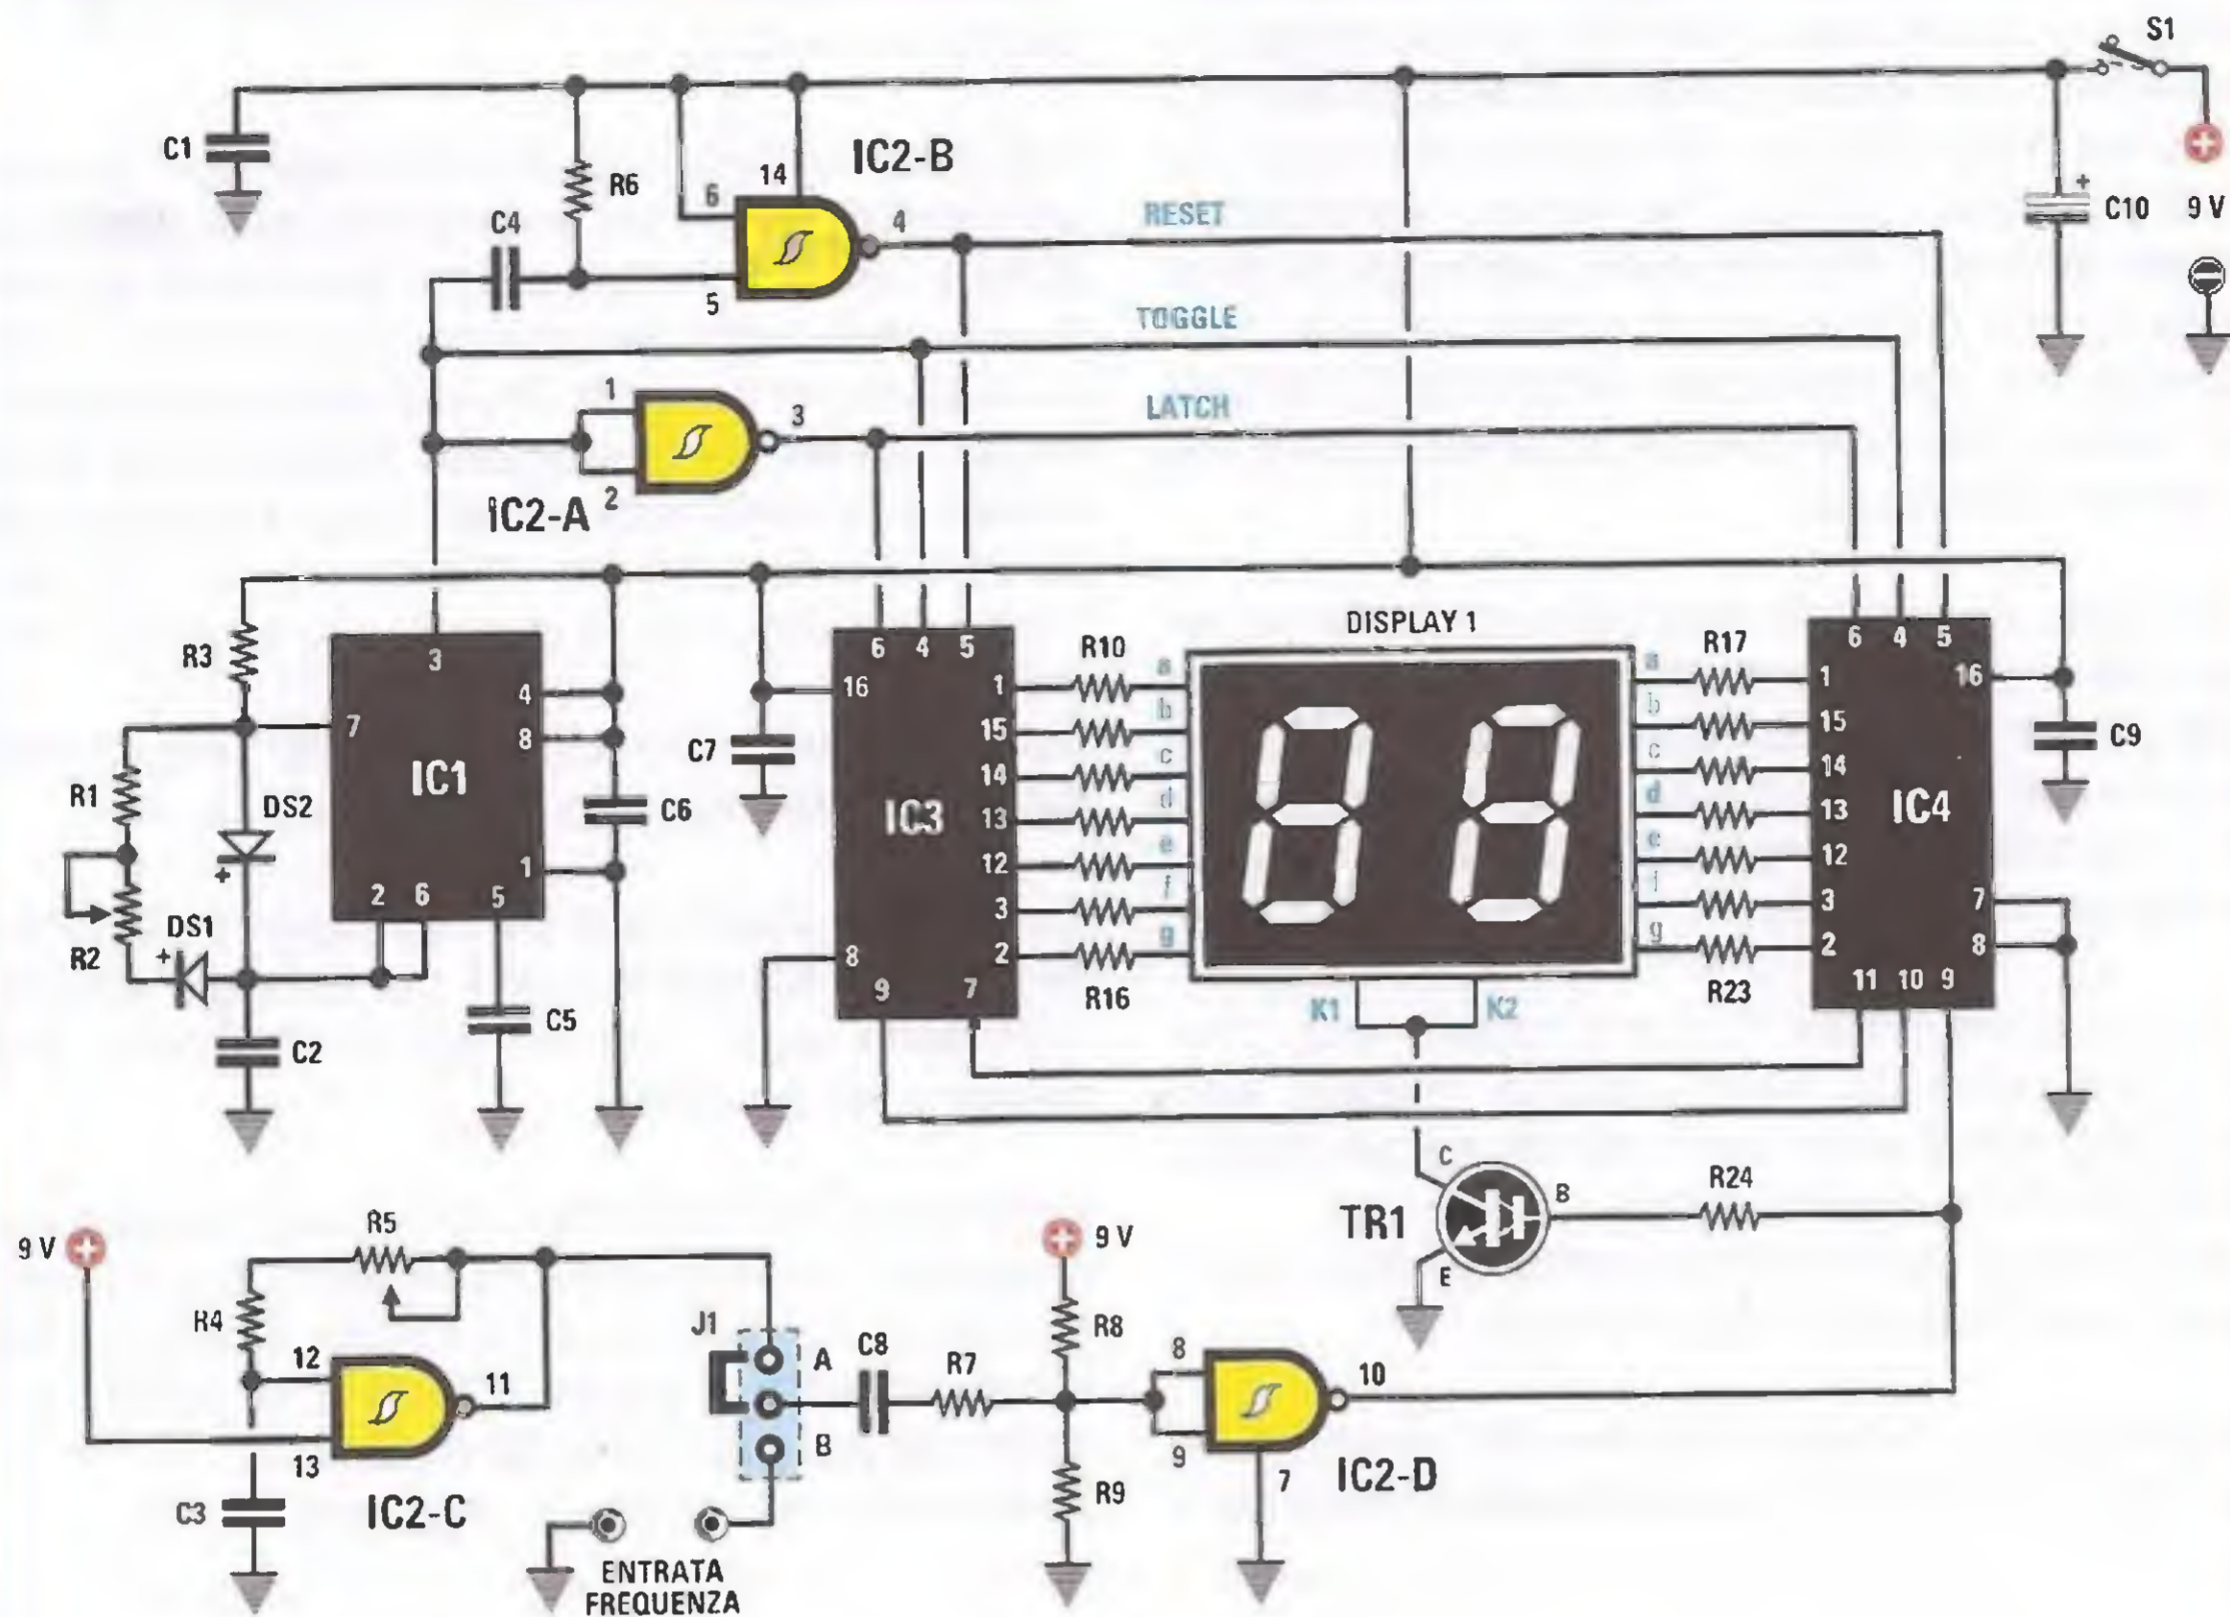 S1
C1
IC2-B
14
R6
6
4
C4
5
RESET
C10
+
9 V
TOGGLE
1
3
LATCH
2
IC2-A
DISPLAY 1
R3
3
4
7
8
IC1
R1
DS2
+
C6
1
2 6 5
DS1
+
R2
C5
C2
6 4 5
16
1
15
14
13
12
3
2
C7
IC3
8
9
7
R10
R16
a
b
c
d
e
f
g
K1
K2
a
b
c
d
e
f
g
R17
R23
6 4 5
1
15
14
13
12
3
2
16
IC4
7
8
11 10 9
C9
C
B
E
TR1
R24
9 V
R5
R4
12
11
13
IC2-C
C3
J1
A
B
C8
R7
9 V
R8
R9
8
9
10
7
IC2-D
ENTRATA
FREQUENZA